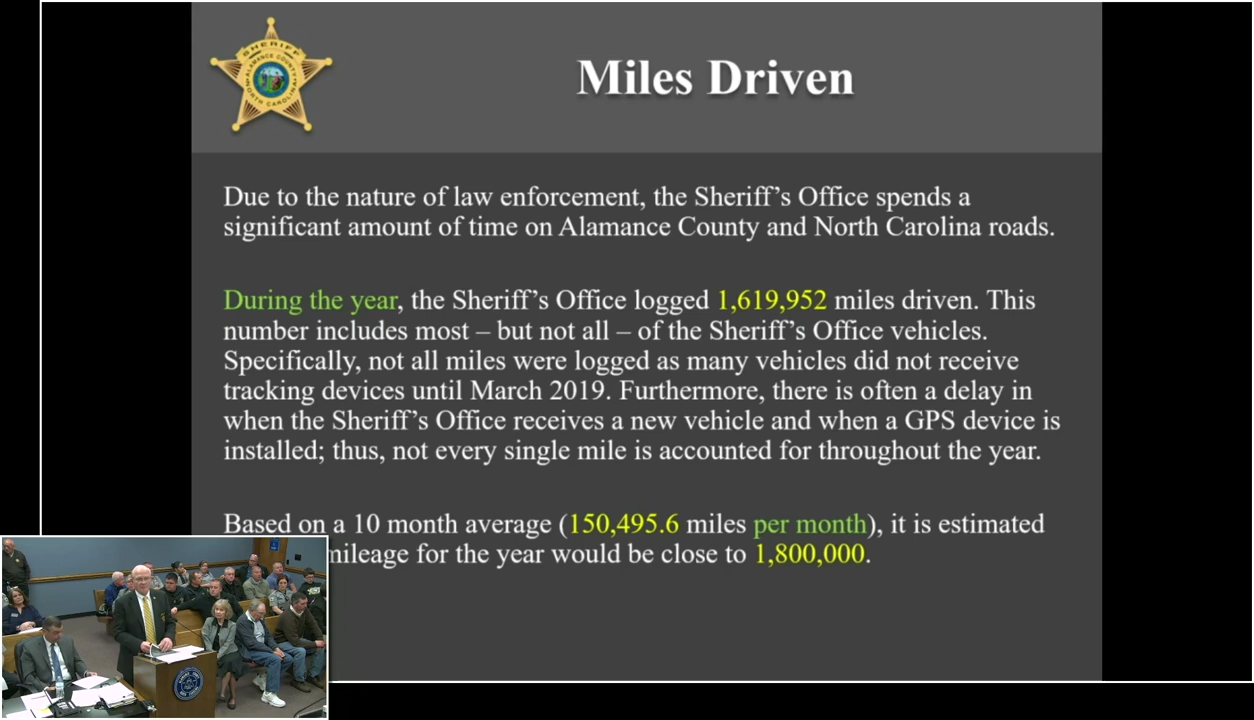 SHERIFF
ALAMANCE COUNTY
NORTH CAROLINA
Miles Driven
Due to the nature of law enforcement, the Sheriff’s Office spends a
significant amount of time on Alamance County and North Carolina roads.
During the year, the Sheriff’s Office logged 1,619,952 miles driven. This
number includes most – but not all – of the Sheriff’s Office vehicles.
Specifically, not all miles were logged as many vehicles did not receive
tracking devices until March 2019. Furthermore, there is often a delay in
when the Sheriff’s Office receives a new vehicle and when a GPS device is
installed; thus, not every single mile is accounted for throughout the year.
Based on a 10 month average (150,495.6 miles per month), it is estimated
mileage for the year would be close to 1,800,000.